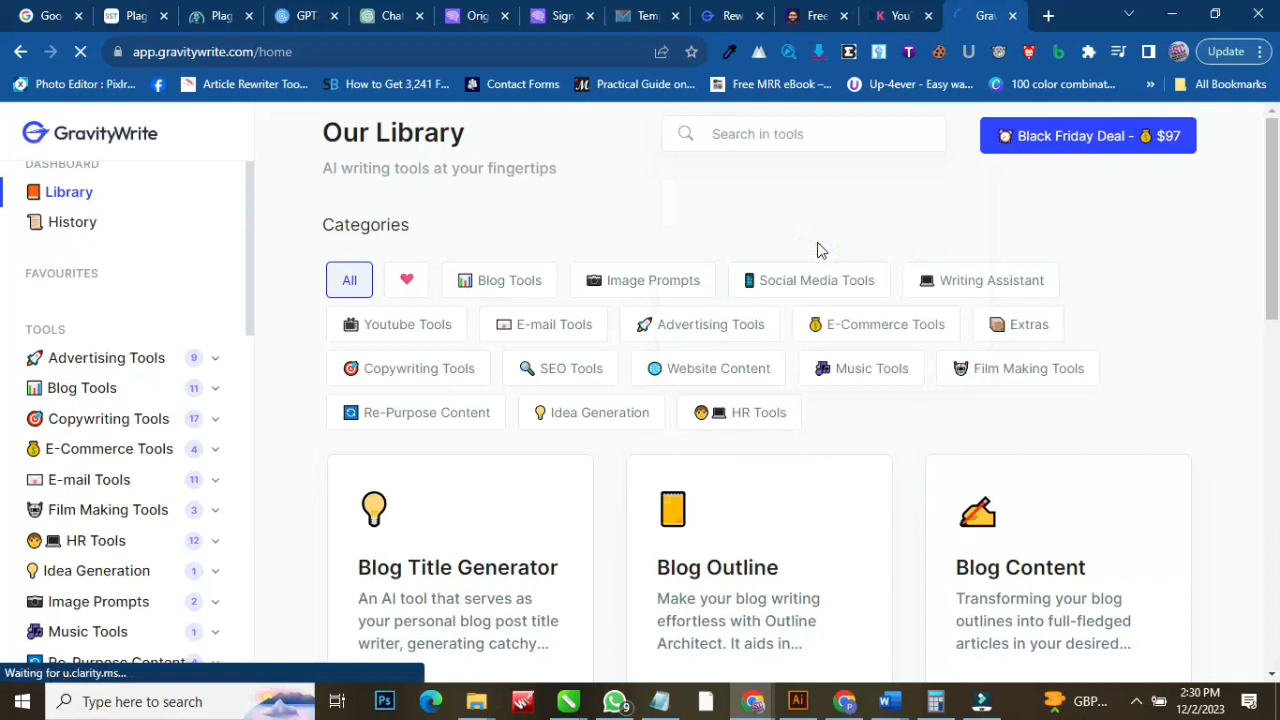 Goo
Plag
Plag
GPT
Chat
Orig
Sign
Temp
Rew
Free
You
Grav
app.gravitywrite.com/home
Update
Photo Editor : Pixlr...
Article Rewriter Too...
How to Get 3,241 F...
Contact Forms
Practical Guide on...
Free MRR eBook –...
Up-4ever - Easy wa...
100 color combinat...
»
All Bookmarks
GravityWrite
DASHBOARD
Library
History
FAVOURITES
TOOLS
Advertising Tools 9
Blog Tools 11
Copywriting Tools 17
E-Commerce Tools 4
E-mail Tools 11
Film Making Tools 3
HR Tools 12
Idea Generation 1
Image Prompts 2
Music Tools 1
Re-Purpose Content 4
Our Library
AI writing tools at your fingertips
Search in tools
Black Friday Deal - 💰 $97
Categories
All
Blog Tools
Image Prompts
Social Media Tools
Writing Assistant
Youtube Tools
E-mail Tools
Advertising Tools
E-Commerce Tools
Extras
Copywriting Tools
SEO Tools
Website Content
Music Tools
Film Making Tools
Re-Purpose Content
Idea Generation
HR Tools
Blog Title Generator
An AI tool that serves as
your personal blog post title
writer, generating catchy...
Blog Outline
Make your blog writing
effortless with Outline
Architect. It aids in...
Blog Content
Transforming your blog
outlines into full-fledged
articles in your desired...
Waiting for u.clarity.ms...
Type here to search
GBP...
2:30 PM
12/2/2023